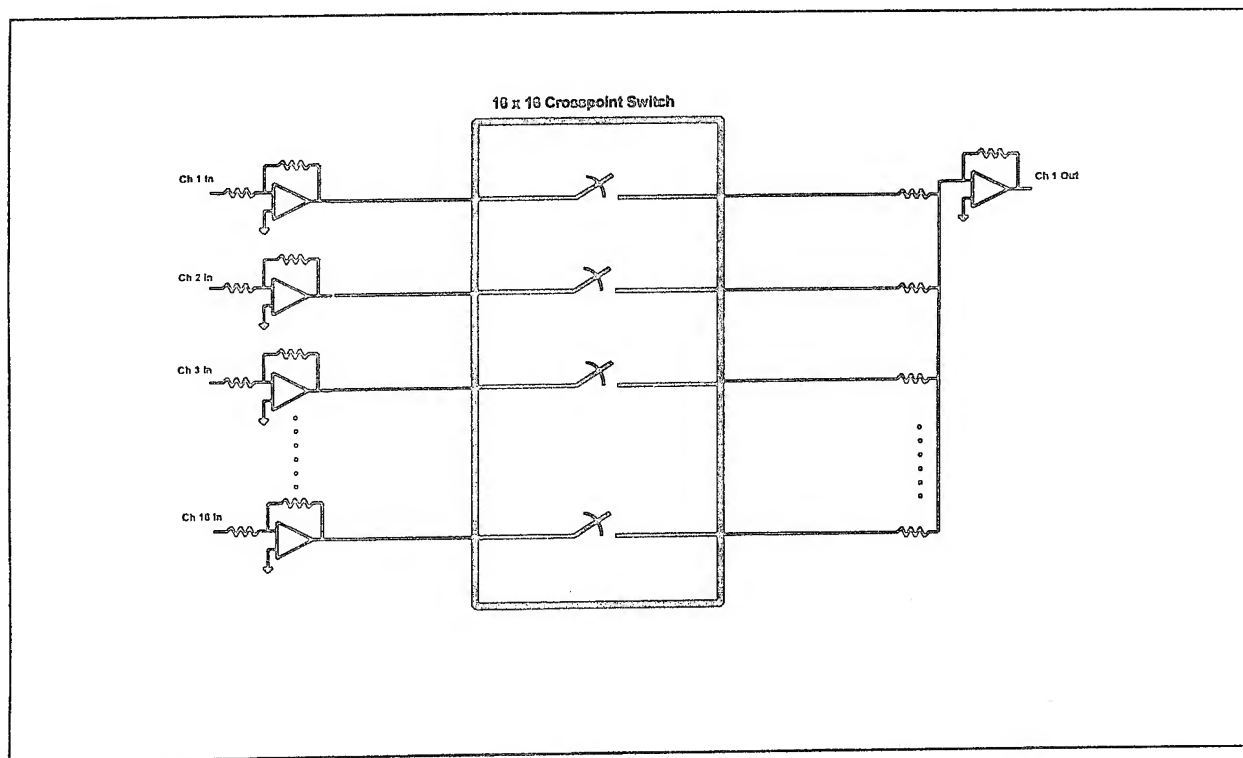 16 x 16 Crosspoint Switch
Ch 1 In
Ch 1 Out
Ch 2 In
Ch 3 In
Ch 16 In